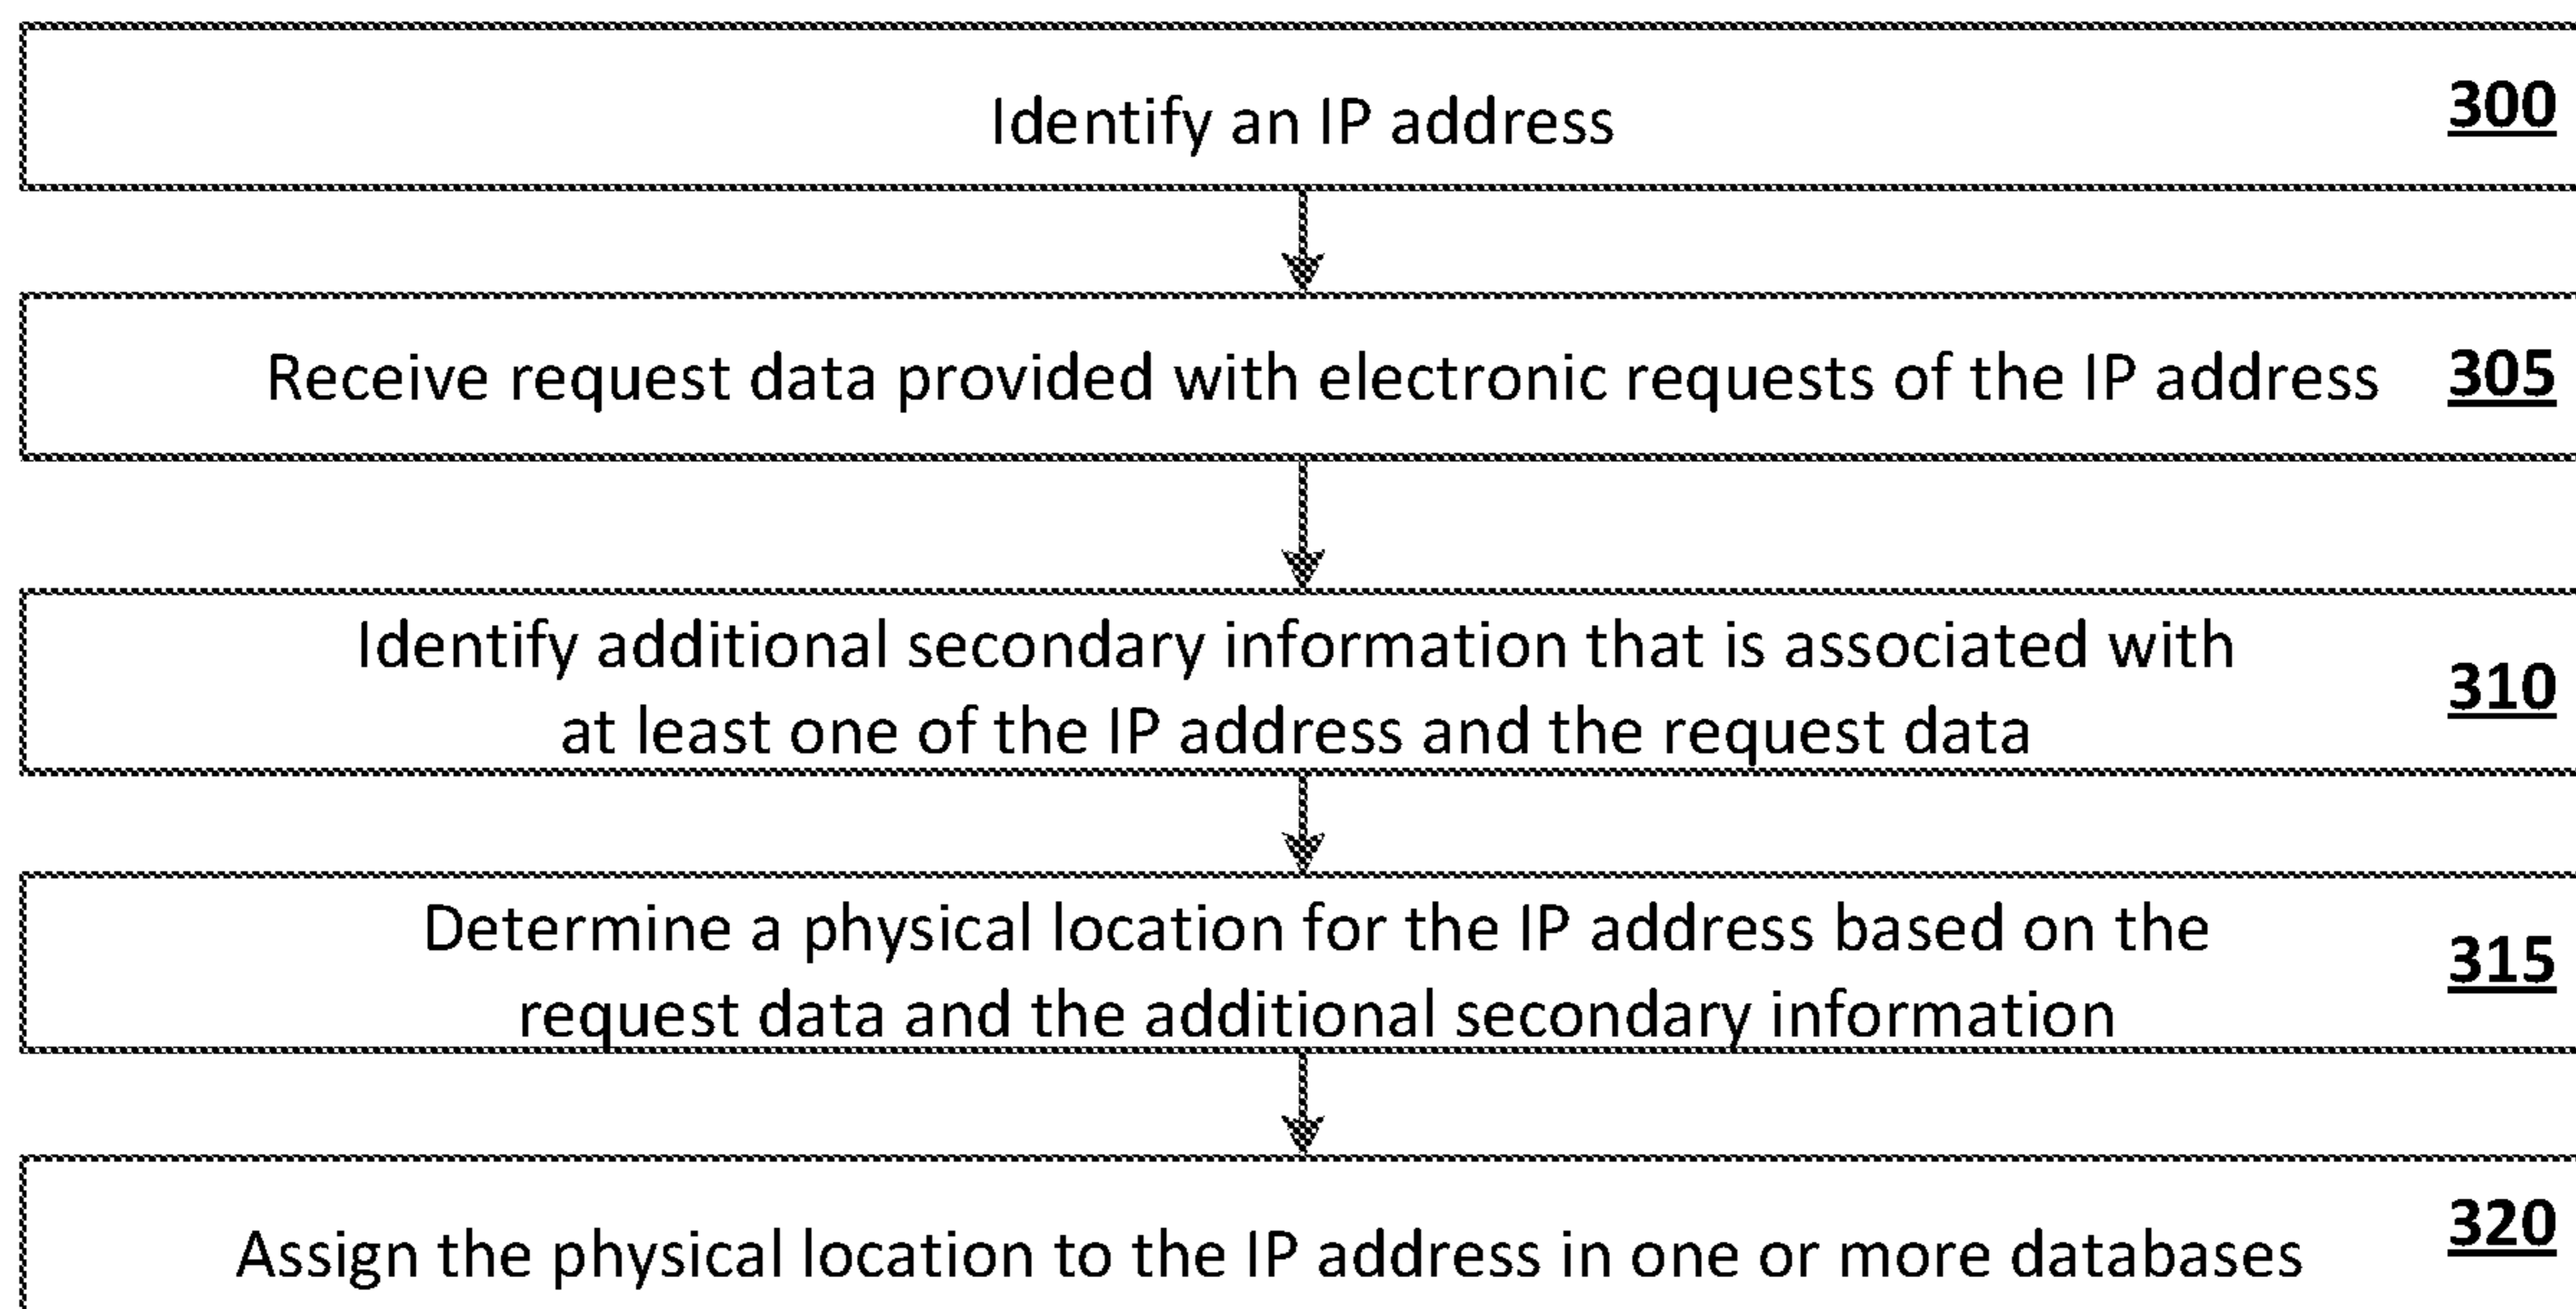 Identify an IP address
300
Receive request data provided with electronic requests of the IP address
305
Identify additional secondary information that is associated with
at least one of the IP address and the request data
310
Determine a physical location for the IP address based on the
request data and the additional secondary information
315
Assign the physical location to the IP address in one or more databases
320